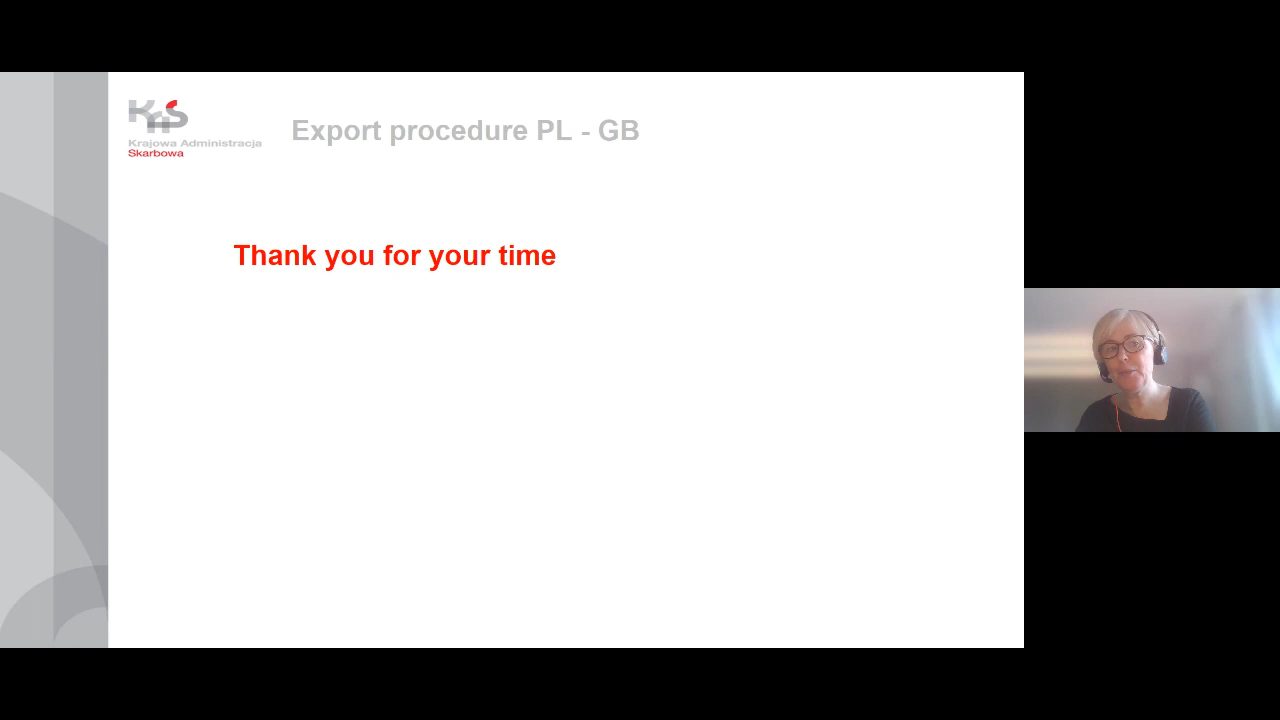 KAS
Krajowa Administracja
Skarbowa
Export procedure PL - GB
Thank you for your time